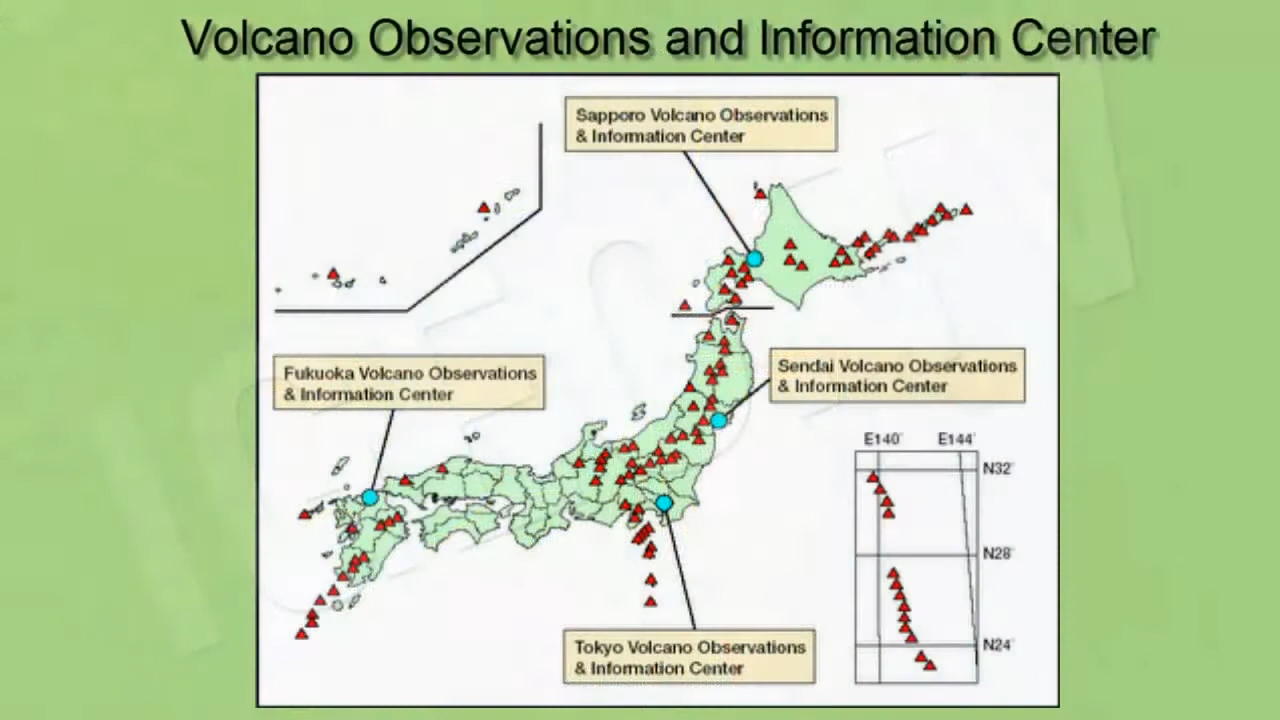 Volcano Observations and Information Center
Sapporo Volcano Observations
& Information Center
Fukuoka Volcano Observations
& Information Center
Sendai Volcano Observations
& Information Center
E140° E144°
N32°
N28°
N24°
Tokyo Volcano Observations
& Information Center